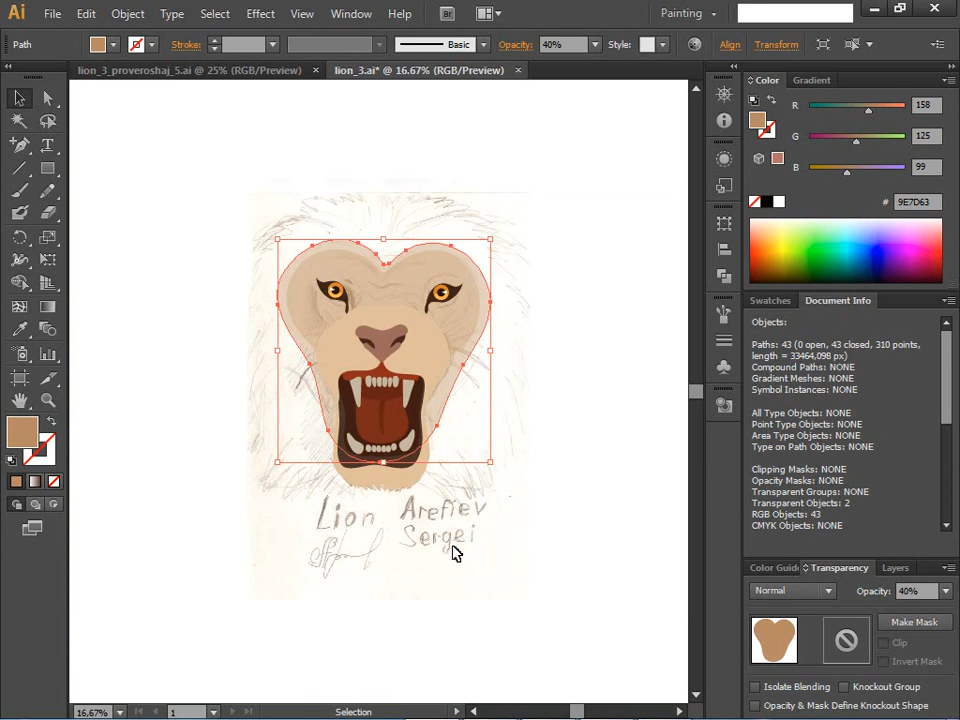 Ai File Edit Object Type Select Effect View Window Help Br Painting
Path Stroke: Basic Opacity: 40% Style: Align Transform
lion_3_proveroshaj_5.ai @ 25% (RGB/Preview) × lion_3.ai* @ 16.67% (RGB/Preview) ×
Color Gradient
R 158
G 125
B 99
# 9E7D63
Swatches Document Info
Objects:
Paths: 43 (0 open, 43 closed, 310 points,
length = 33464,098 px)
Compound Paths: NONE
Gradient Meshes: NONE
Symbol Instances: NONE
All Type Objects: NONE
Point Type Objects: NONE
Area Type Objects: NONE
Type on Path Objects: NONE
Clipping Masks: NONE
Opacity Masks: NONE
Transparent Groups: NONE
Transparent Objects: 2
RGB Objects: 43
CMYK Objects: NONE
Lion Arefiev
Sergei
Color Guide Transparency Layers
Normal Opacity: 40%
Make Mask
Clip
Invert Mask
Isolate Blending Knockout Group
Opacity & Mask Define Knockout Shape
16,67% 1 Selection